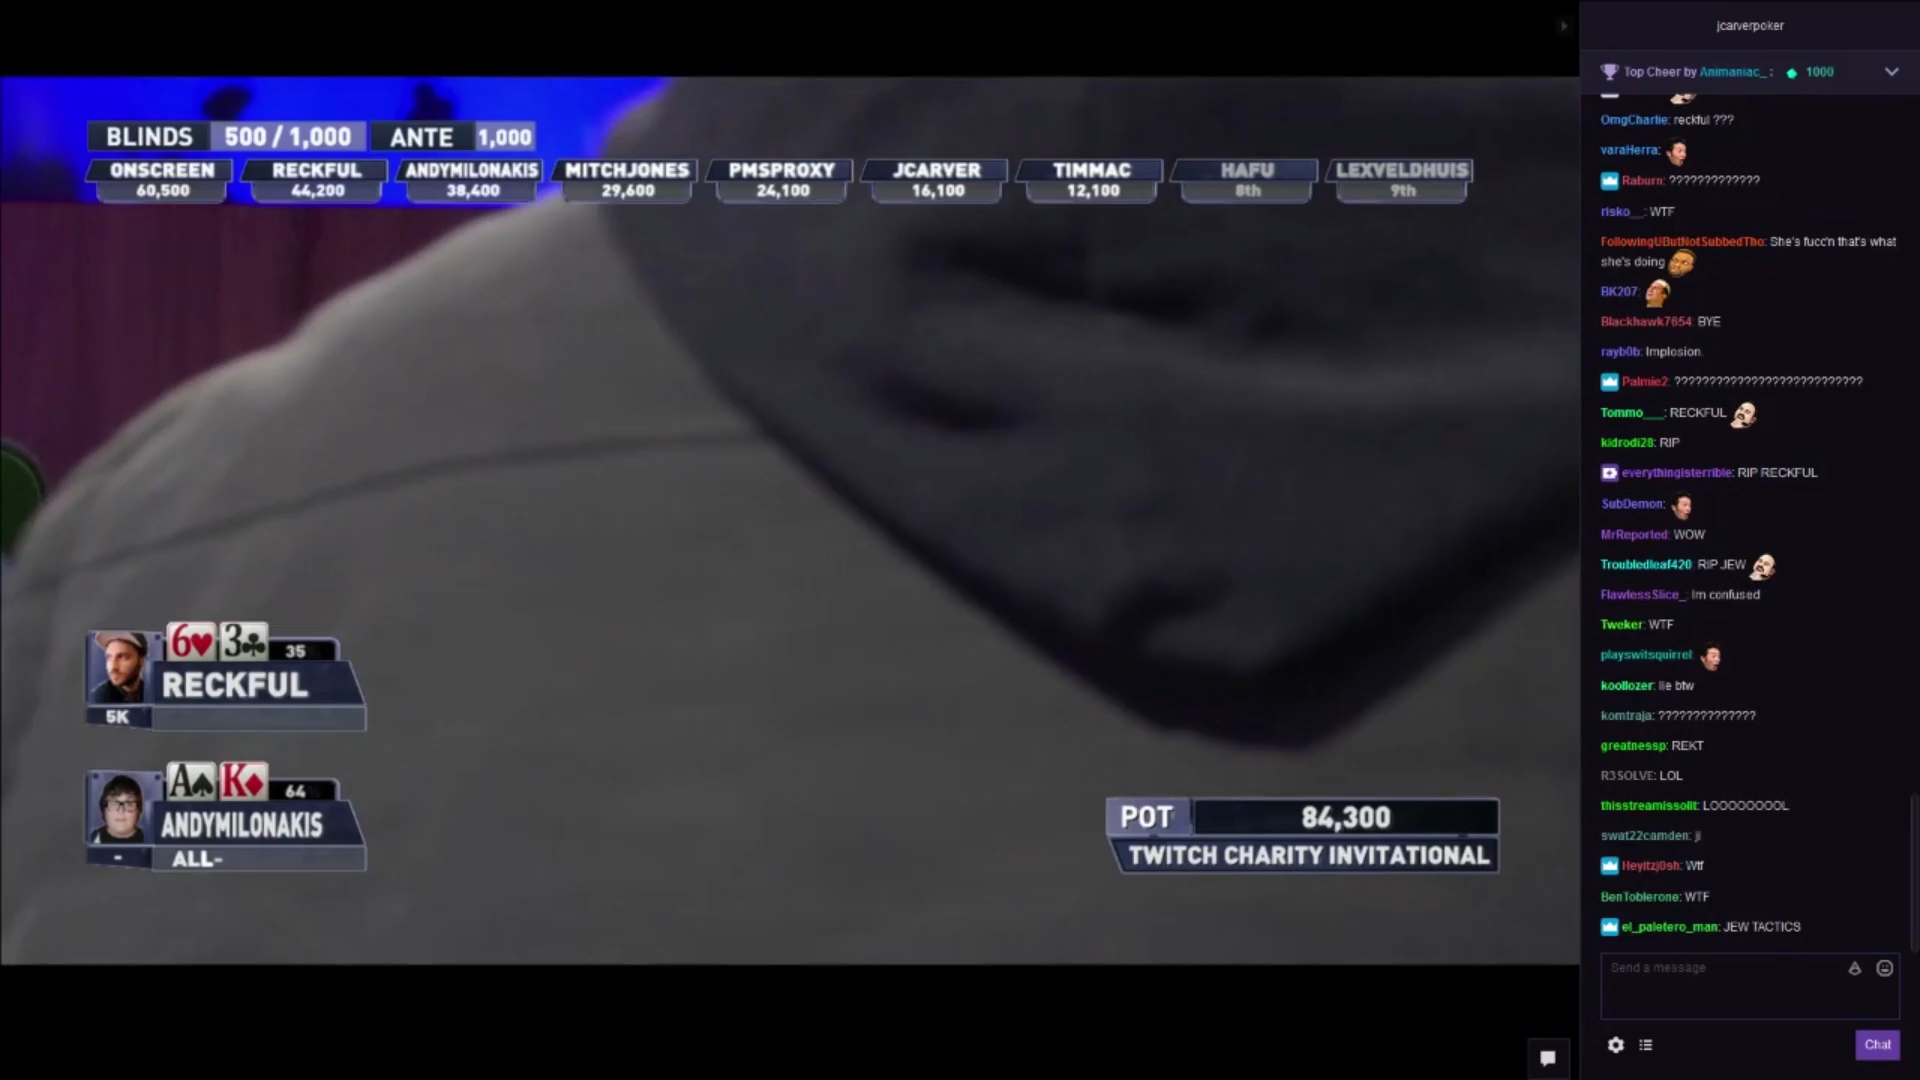 BLINDS 500 / 1,000 ANTE 1,000
ONSCREEN RECKFUL ANDYMILONAKIS MITCHJONES PMSPROXY JCARVER TIMMAC HAFU LEXVELDHUIS
60,500 44,200 38,400 29,600 24,100 16,100 12,100 8th 9th
6♥ 3♣ 35
RECKFUL
5K
A♠ K♦ 64
ANDYMILONAKIS
- ALL-
POT 84,300
TWITCH CHARITY INVITATIONAL
jcarverpoker
Top Cheer by Animaniac_ : 1000
OmgCharlie: reckful ???
varaHerra:
Raburn: ?????????????
risko__: WTF
FollowingUButNotSubbedTho: She's fucc'n that's what
she's doing
BK207:
Blackhawk7654: BYE
rayb0b: Implosion.
Palmie2: ???????????????????????????
Tommo___: RECKFUL
kidrodi28: RIP
everythingisterrible: RIP RECKFUL
SubDemon:
MrReported: WOW
Troubledleaf420: RIP JEW
FlawlessSlice_: Im confused
Tweker: WTF
playswitsquirrel:
koollozer: lie btw
komtraja: ??????????????
greatnessp: REKT
R3SOLVE: LOL
thisstreamissolit: LOOOOOOOOL
swat22camden: jj
Heyitzj0sh: Wtf
BenToblerone: WTF
el_paletero_man: JEW TACTICS
Send a message
Chat